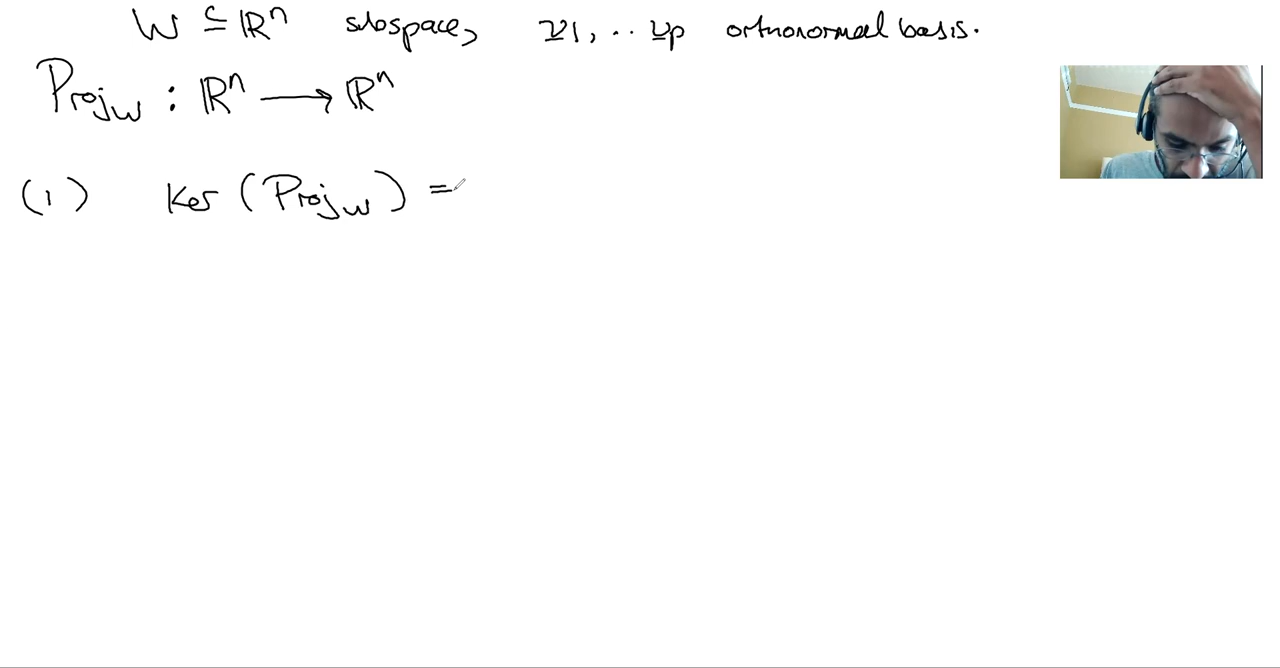 W ⊆ ℝⁿ subspace, v1, .. vp orthonormal basis.
Proj_W : ℝⁿ ⟶ ℝⁿ
(1) Ker (Proj_W) =